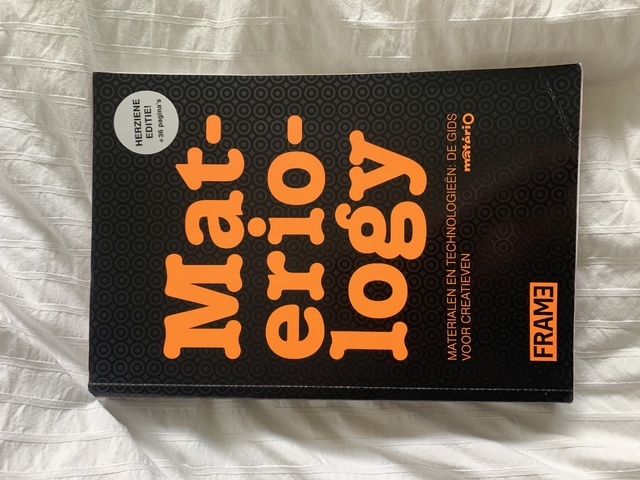 HERZIENE
EDITIE!
+36 pagina's
Mat-
erio-
logy
MATERIALEN EN TECHNOLOGIEËN: DE GIDS
VOOR CREATIEVEN
matériO
FRAME